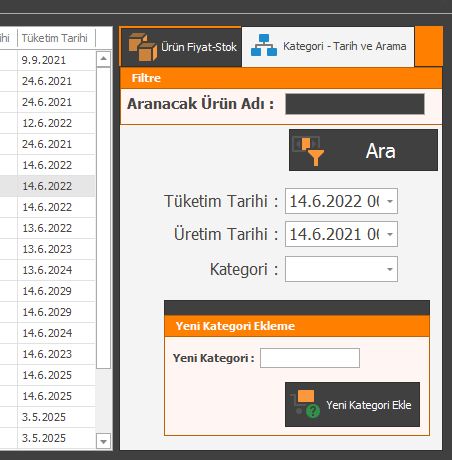 Tüketim Tarihi
9.9.2021
24.6.2021
24.6.2021
12.6.2022
24.6.2021
14.6.2022
14.6.2022
14.6.2022
13.6.2022
13.6.2023
13.6.2024
14.6.2029
14.6.2029
14.6.2024
14.6.2023
14.6.2025
14.6.2025
3.5.2025
3.5.2025
Ürün Fiyat-Stok
Kategori - Tarih ve Arama
Filtre
Aranacak Ürün Adı :
Ara
Tüketim Tarihi : 14.6.2022
Üretim Tarihi : 14.6.2021
Kategori :
Yeni Kategori Ekleme
Yeni Kategori :
Yeni Kategori Ekle